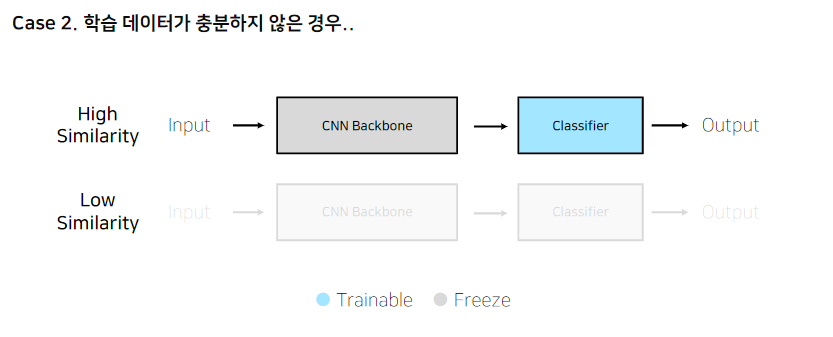 Case 2. 학습 데이터가 충분하지 않은 경우..
High
Similarity
Input
CNN Backbone
Classifier
Output
Low
Similarity
Input
CNN Backbone
Classifier
Output
Trainable
Freeze